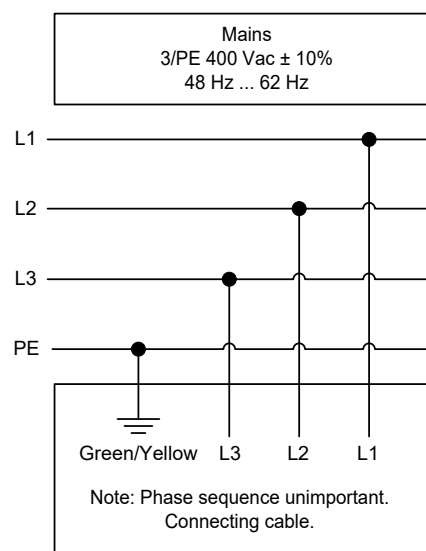 Mains
3/PE 400 Vac ± 10%
48 Hz ... 62 Hz
L1
L2
L3
PE
Green/Yellow L3 L2 L1
Note: Phase sequence unimportant.
Connecting cable.